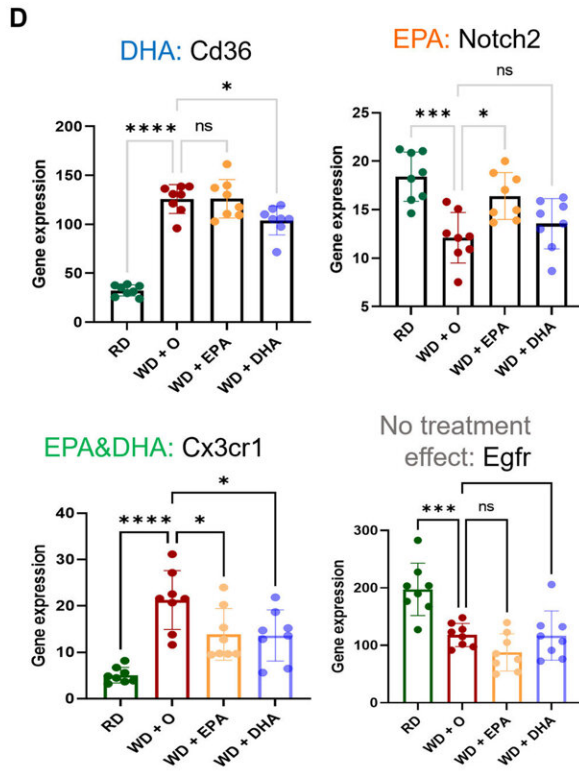 D
DHA: Cd36
*
**** ns
200
150
100
50
0
Gene expression
RD
WD + O
WD + EPA
WD + DHA
EPA: Notch2
ns
*** *
25
20
15
10
5
Gene expression
RD
WD + O
WD + EPA
WD + DHA
EPA&DHA: Cx3cr1
*
**** *
40
30
20
10
0
Gene expression
RD
WD + O
WD + EPA
WD + DHA
No treatment
effect: Egfr
*** ns
300
200
100
0
Gene expression
RD
WD + O
WD + EPA
WD + DHA